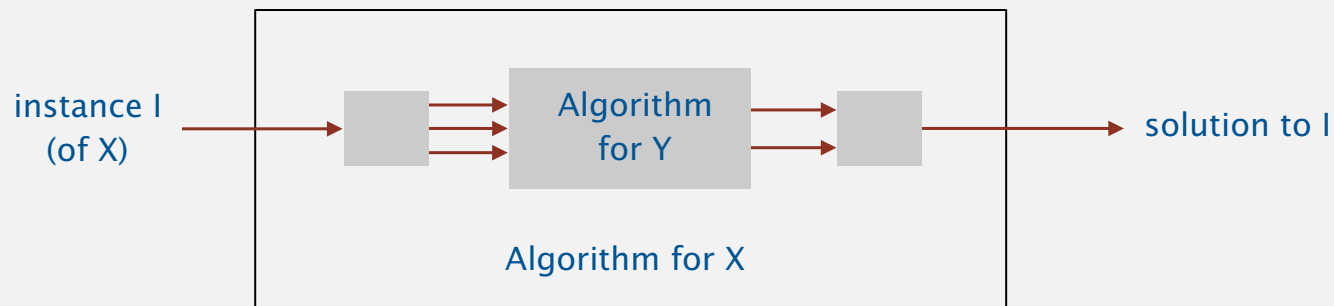 instance I
(of X)
Algorithm
for Y
solution to I
Algorithm for X